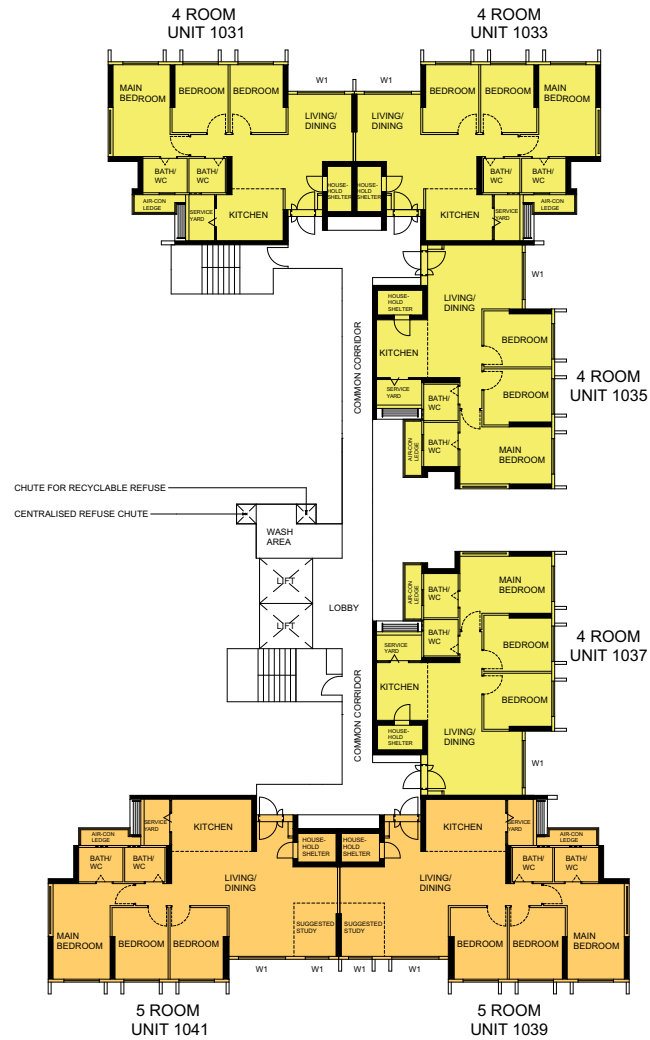 4 ROOM
UNIT 1031
4 ROOM
UNIT 1033
MAIN
BEDROOM
BEDROOM
BEDROOM
W1
W1
BEDROOM
BEDROOM
MAIN
BEDROOM
LIVING/
DINING
LIVING/
DINING
BATH/
WC
BATH/
WC
HOUSE-
HOLD
SHELTER
HOUSE-
HOLD
SHELTER
BATH/
WC
BATH/
WC
AIR-CON
LEDGE
SERVICE
YARD
KITCHEN
KITCHEN
SERVICE
YARD
AIR-CON
LEDGE
COMMON CORRIDOR
HOUSE-
HOLD
SHELTER
LIVING/
DINING
W1
KITCHEN
BEDROOM
SERVICE
YARD
BATH/
WC
BEDROOM
4 ROOM
UNIT 1035
AIR-CON
LEDGE
BATH/
WC
MAIN
BEDROOM
CHUTE FOR RECYCLABLE REFUSE
CENTRALISED REFUSE CHUTE
WASH
AREA
LIFT
LIFT
LOBBY
AIR-CON
LEDGE
BATH/
WC
MAIN
BEDROOM
BATH/
WC
SERVICE
YARD
BEDROOM
4 ROOM
UNIT 1037
KITCHEN
BEDROOM
COMMON CORRIDOR
HOUSE-
HOLD
SHELTER
LIVING/
DINING
W1
AIR-CON
LEDGE
SERVICE
YARD
KITCHEN
HOUSE-
HOLD
SHELTER
HOUSE-
HOLD
SHELTER
KITCHEN
SERVICE
YARD
AIR-CON
LEDGE
BATH/
WC
BATH/
WC
LIVING/
DINING
LIVING/
DINING
BATH/
WC
BATH/
WC
MAIN
BEDROOM
BEDROOM
BEDROOM
SUGGESTED
STUDY
SUGGESTED
STUDY
BEDROOM
BEDROOM
MAIN
BEDROOM
W1
W1
W1
W1
5 ROOM
UNIT 1041
5 ROOM
UNIT 1039